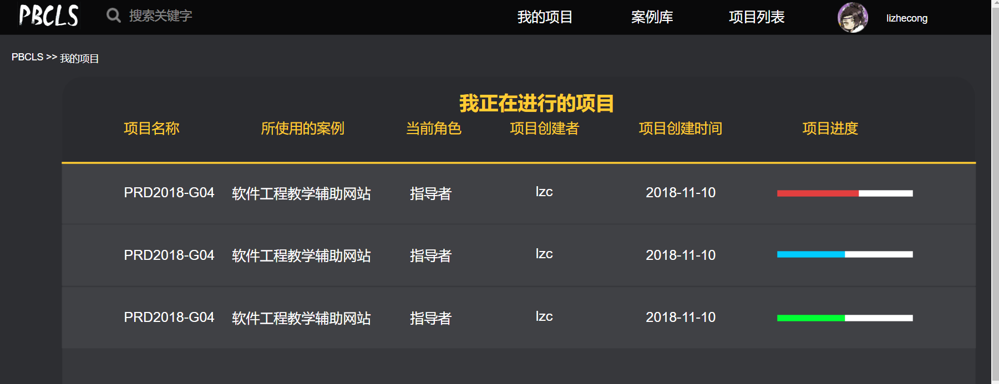 PBCLS 搜索关键字 我的项目 案例库 项目列表 lizhecong
PBCLS >> 我的项目
我正在进行的项目
项目名称 所使用的案例 当前角色 项目创建者 项目创建时间 项目进度
PRD2018-G04 软件工程教学辅助网站 指导者 lzc 2018-11-10
PRD2018-G04 软件工程教学辅助网站 指导者 lzc 2018-11-10
PRD2018-G04 软件工程教学辅助网站 指导者 lzc 2018-11-10